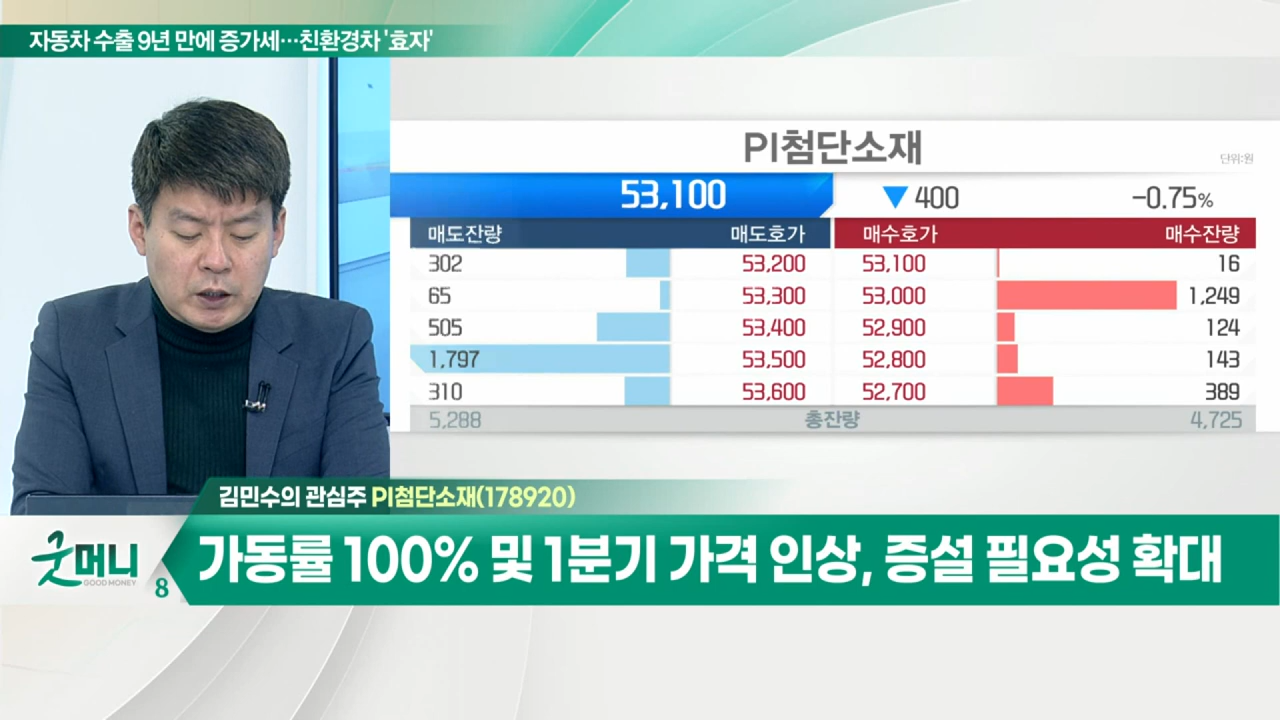 자동차 수출 9년 만에 증가세…친환경차 '효자'
PI첨단소재
단위:원
53,100 ▼400 -0.75%
매도잔량 매도호가 매수호가 매수잔량
302 53,200 53,100 16
65 53,300 53,000 1,249
505 53,400 52,900 124
1,797 53,500 52,800 143
310 53,600 52,700 389
5,288 총잔량 4,725
김민수의 관심주 PI첨단소재(178920)
굿머니
GOOD MONEY
8
가동률 100% 및 1분기 가격 인상, 증설 필요성 확대